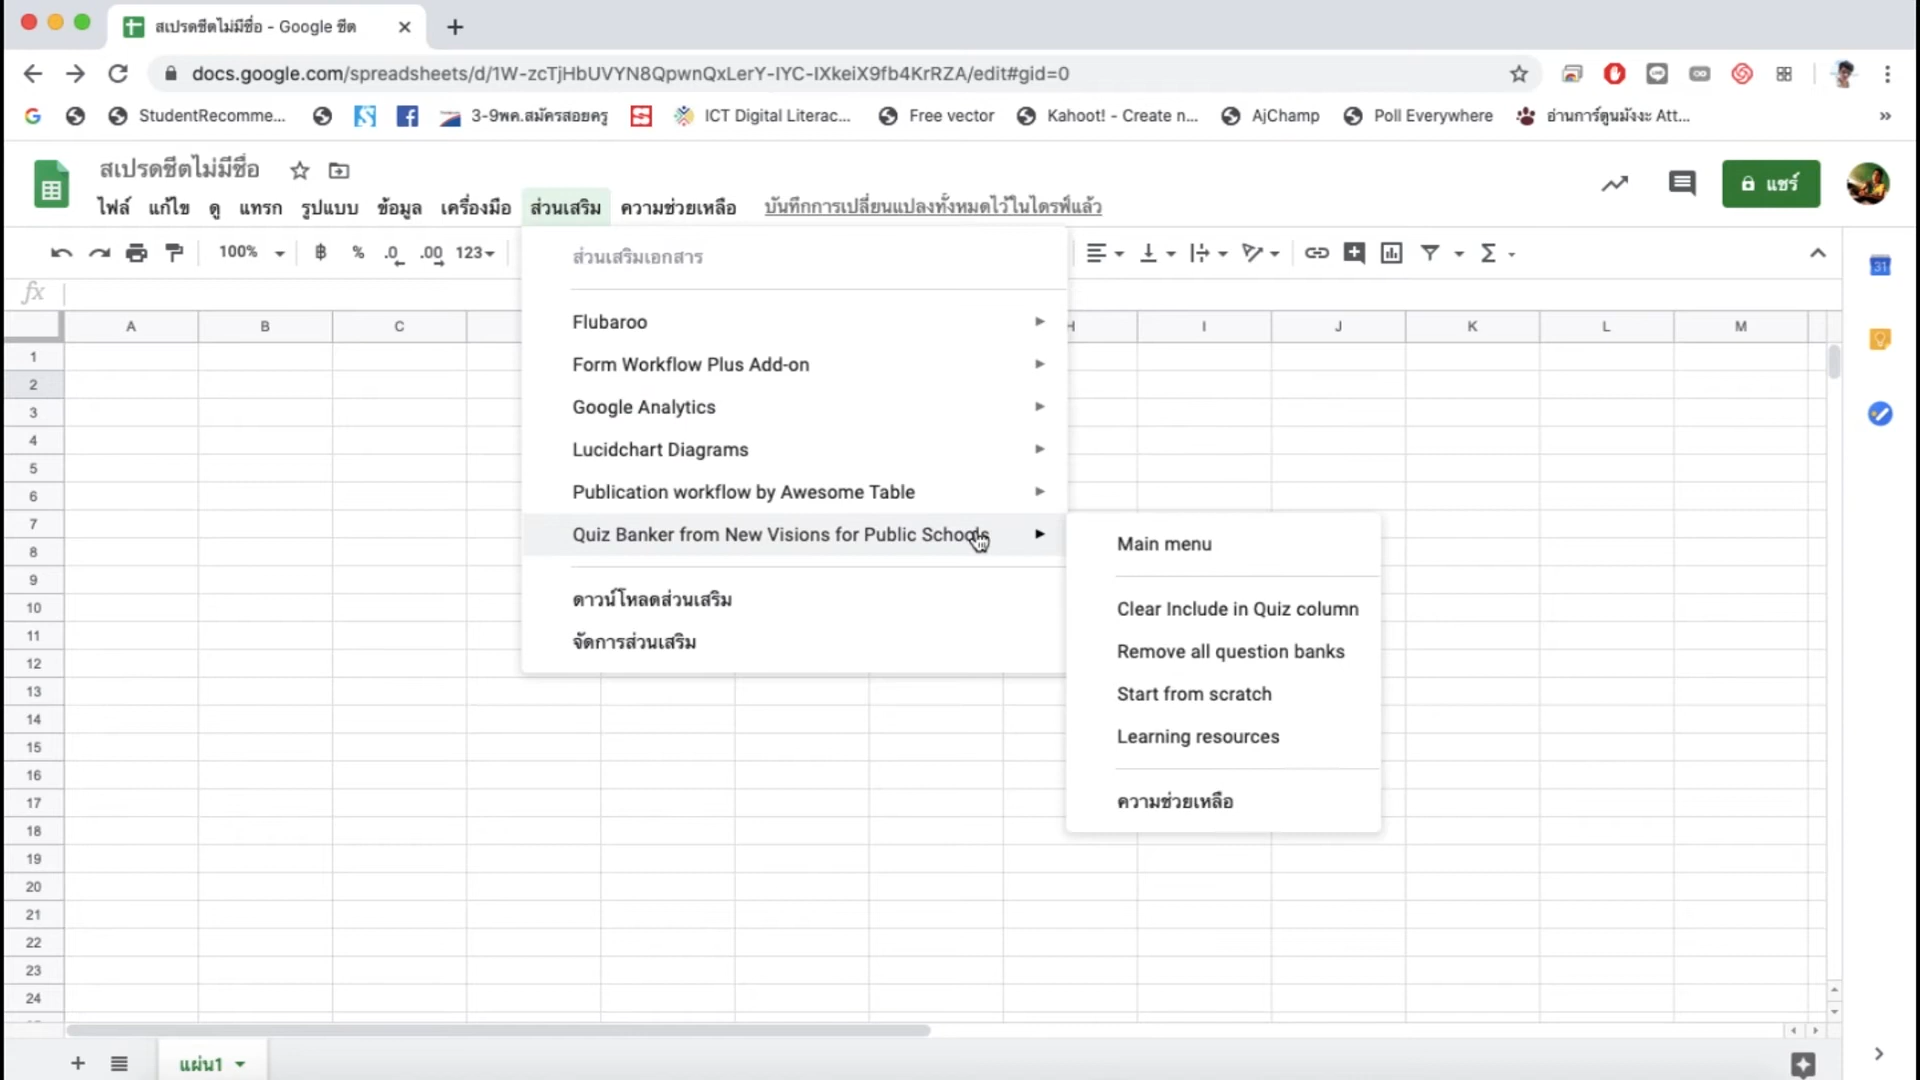 สเปรดชีตไม่มีชื่อ - Google ชีต
docs.google.com/spreadsheets/d/1W-zcTjHbUVYN8QpwnQxLerY-IYC-IXkeiX9fb4KrRZA/edit#gid=0
StudentRecomme... 3-9พค.สมัครสอยครู ICT Digital Literac... Free vector Kahoot! - Create n... AjChamp Poll Everywhere อ่านการ์ตูนมังงะ Att... »
สเปรดชีตไม่มีชื่อ
แชร์
ไฟล์ แก้ไข ดู แทรก รูปแบบ ข้อมูล เครื่องมือ ส่วนเสริม ความช่วยเหลือ บันทึกการเปลี่ยนแปลงทั้งหมดไว้ในไดรฟ์แล้ว
100% ฿ % .0 .00 123
31
fx
A B C H I J K L M
ส่วนเสริมเอกสาร
Flubaroo
Form Workflow Plus Add-on
Google Analytics
Lucidchart Diagrams
Publication workflow by Awesome Table
Quiz Banker from New Visions for Public Schools
ดาวน์โหลดส่วนเสริม
จัดการส่วนเสริม
Main menu
Clear Include in Quiz column
Remove all question banks
Start from scratch
Learning resources
ความช่วยเหลือ
1
2
3
4
5
6
7
8
9
10
11
12
13
14
15
16
17
18
19
20
21
22
23
24
แผ่น1